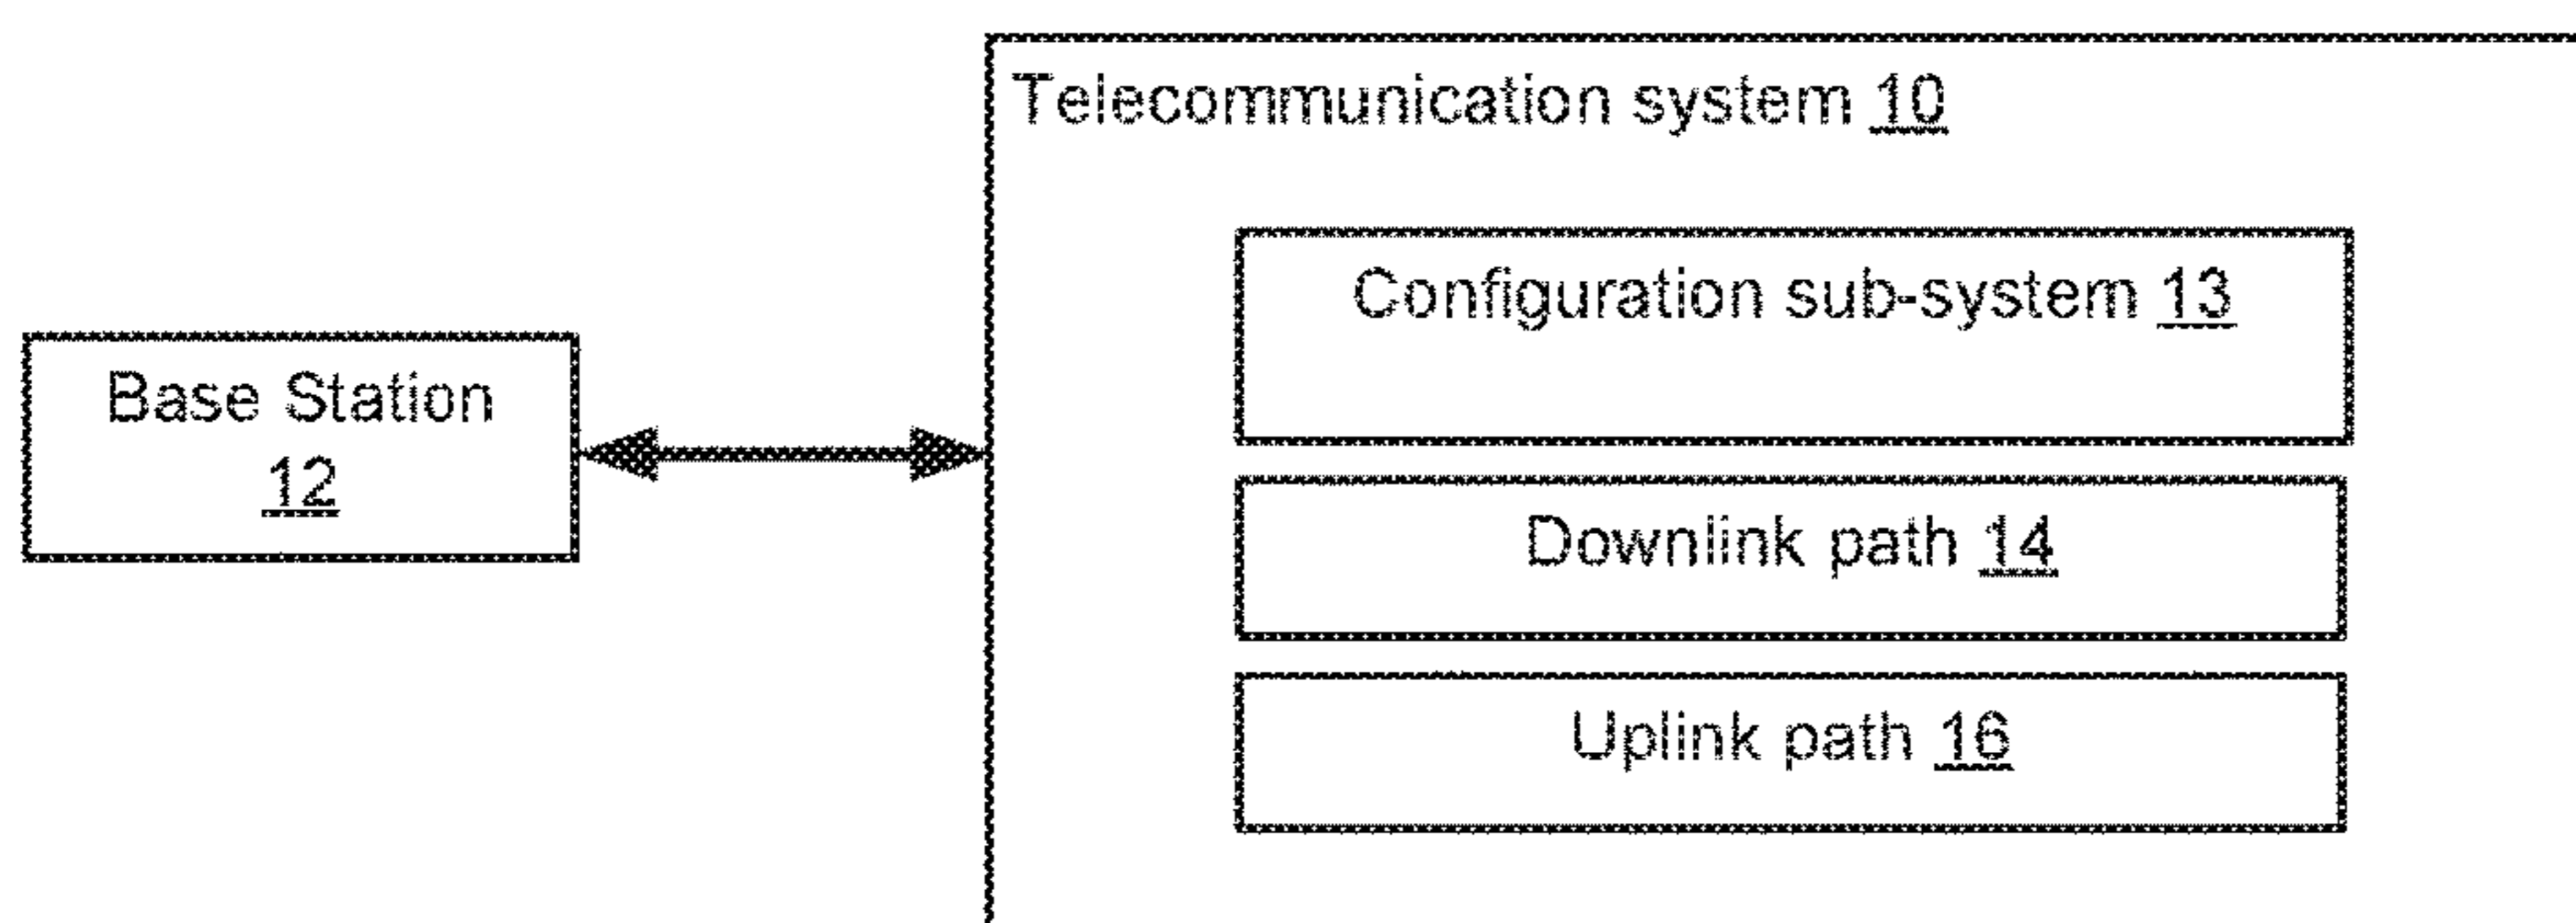 Telecommunication system 10
Configuration sub-system 13
Base Station
12
Downlink path 14
Uplink path 16